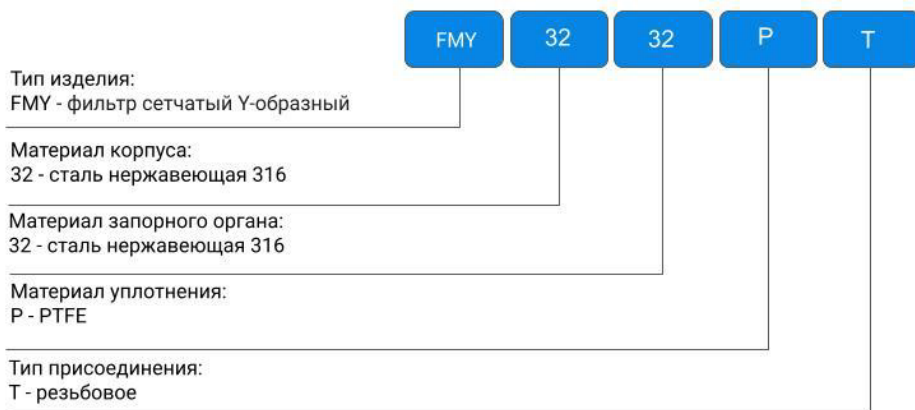 FMY 32 32 P T
Тип изделия:
FMY - фильтр сетчатый Y-образный
Материал корпуса:
32 - сталь нержавеющая 316
Материал запорного органа:
32 - сталь нержавеющая 316
Материал уплотнения:
P - PTFE
Тип присоединения:
Т - резьбовое